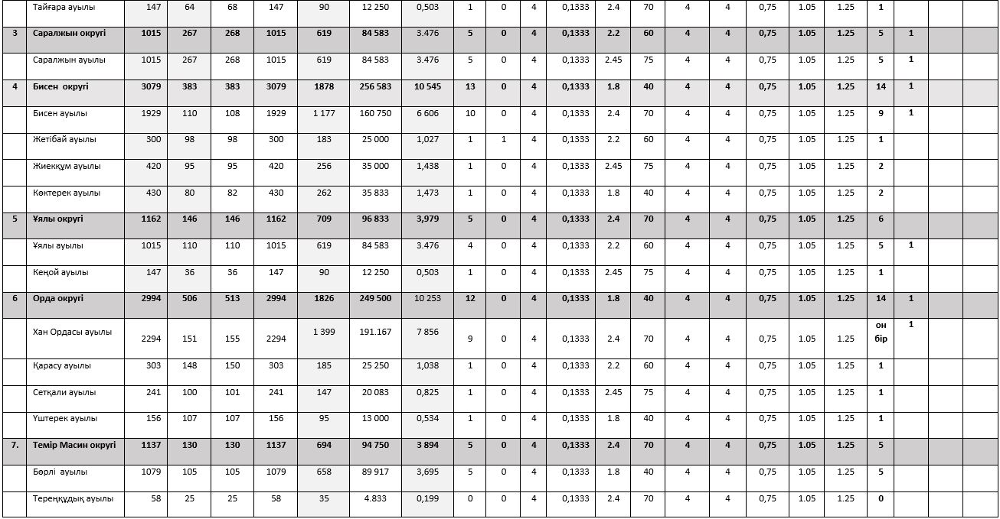 Тайғара ауылы 147 64 68 147 90 12 250 0,503 1 0 4 0,1333 2.4 70 4 4 0,75 1.05 1.25 1
3 Саралжын округі 1015 267 268 1015 619 84 583 3.476 5 0 4 0,1333 2.2 60 4 4 0,75 1.05 1.25 5 1
Саралжын ауылы 1015 267 268 1015 619 84 583 3.476 5 0 4 0,1333 2.45 75 4 4 0,75 1.05 1.25 5 1
4 Бисен округі 3079 383 383 3079 1878 256 583 10 545 13 0 4 0,1333 1.8 40 4 4 0,75 1.05 1.25 14 1
Бисен ауылы 1929 110 108 1929 1 177 160 750 6 606 10 0 4 0,1333 2.4 70 4 4 0,75 1.05 1.25 9 1
Жетібай ауылы 300 98 98 300 183 25 000 1,027 1 1 4 0,1333 2.2 60 4 4 0,75 1.05 1.25 1
Жиекқұм ауылы 420 95 95 420 256 35 000 1,438 1 0 4 0,1333 2.45 75 4 4 0,75 1.05 1.25 2
Көктерек ауылы 430 80 82 430 262 35 833 1,473 1 0 4 0,1333 1.8 40 4 4 0,75 1.05 1.25 2
5 Ұялы округі 1162 146 146 1162 709 96 833 3,979 5 0 4 0,1333 2.4 70 4 4 0,75 1.05 1.25 6
Ұялы ауылы 1015 110 110 1015 619 84 583 3.476 4 0 4 0,1333 2.2 60 4 4 0,75 1.05 1.25 5 1
Кеңой ауылы 147 36 36 147 90 12 250 0,503 1 0 4 0,1333 2.45 75 4 4 0,75 1.05 1.25 1
6 Орда округі 2994 506 513 2994 1826 249 500 10 253 12 0 4 0,1333 1.8 40 4 4 0,75 1.05 1.25 14 1
Хан Ордасы ауылы 2294 151 155 2294 1 399 191.167 7 856 9 0 4 0,1333 2.4 70 4 4 0,75 1.05 1.25 он бір 1
Қарасу ауылы 303 148 150 303 185 25 250 1,038 1 0 4 0,1333 2.2 60 4 4 0,75 1.05 1.25 1
Сетқали ауылы 241 100 101 241 147 20 083 0,825 1 0 4 0,1333 2.45 75 4 4 0,75 1.05 1.25 1
Үштерек ауылы 156 107 107 156 95 13 000 0,534 1 0 4 0,1333 1.8 40 4 4 0,75 1.05 1.25 1
7. Темір Масин округі 1137 130 130 1137 694 94 750 3 894 5 0 4 0,1333 2.4 70 4 4 0,75 1.05 1.25 5
Бөрлі ауылы 1079 105 105 1079 658 89 917 3,695 5 0 4 0,1333 1.8 40 4 4 0,75 1.05 1.25 5
Тереңқұдық ауылы 58 25 25 58 35 4.833 0,199 0 0 4 0,1333 2.4 70 4 4 0,75 1.05 1.25 0